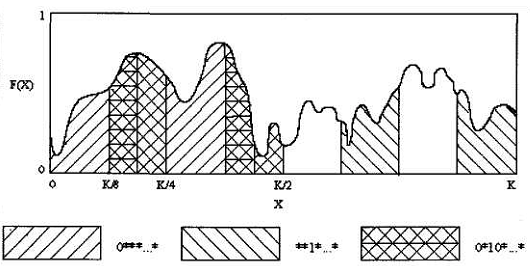 1
F(X)
0
0 K/8 K/4 K/2 K
X
0***...* **1*...* 0*10*...*